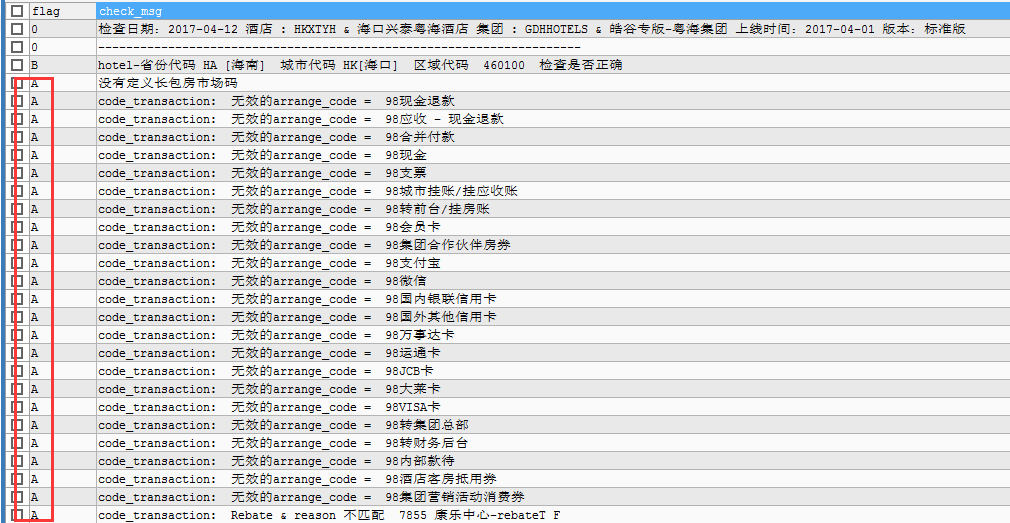 flag check_msg
0 检查日期: 2017-04-12 酒店 : HKXTYH & 海口兴泰粤海酒店 集团 : GDHHOTELS & 皓谷专版-粤海集团 上线时间: 2017-04-01 版本: 标准版
0 --------------------------------------------------------------------
B hotel-省份代码 HA [海南] 城市代码 HK[海口] 区域代码 460100 检查是否正确
A 没有定义长包房市场码
A code_transaction: 无效的arrange_code = 98现金退款
A code_transaction: 无效的arrange_code = 98应收 - 现金退款
A code_transaction: 无效的arrange_code = 98合并付款
A code_transaction: 无效的arrange_code = 98现金
A code_transaction: 无效的arrange_code = 98支票
A code_transaction: 无效的arrange_code = 98城市挂账/挂应收账
A code_transaction: 无效的arrange_code = 98转前台/挂房账
A code_transaction: 无效的arrange_code = 98会员卡
A code_transaction: 无效的arrange_code = 98集团合作伙伴房券
A code_transaction: 无效的arrange_code = 98支付宝
A code_transaction: 无效的arrange_code = 98微信
A code_transaction: 无效的arrange_code = 98国内银联信用卡
A code_transaction: 无效的arrange_code = 98国外其他信用卡
A code_transaction: 无效的arrange_code = 98万事达卡
A code_transaction: 无效的arrange_code = 98运通卡
A code_transaction: 无效的arrange_code = 98JCB卡
A code_transaction: 无效的arrange_code = 98大莱卡
A code_transaction: 无效的arrange_code = 98VISA卡
A code_transaction: 无效的arrange_code = 98转集团总部
A code_transaction: 无效的arrange_code = 98转财务后台
A code_transaction: 无效的arrange_code = 98内部款待
A code_transaction: 无效的arrange_code = 98酒店客房抵用券
A code_transaction: 无效的arrange_code = 98集团营销活动消费券
A code_transaction: Rebate & reason 不匹配 7855 康乐中心-rebateT F